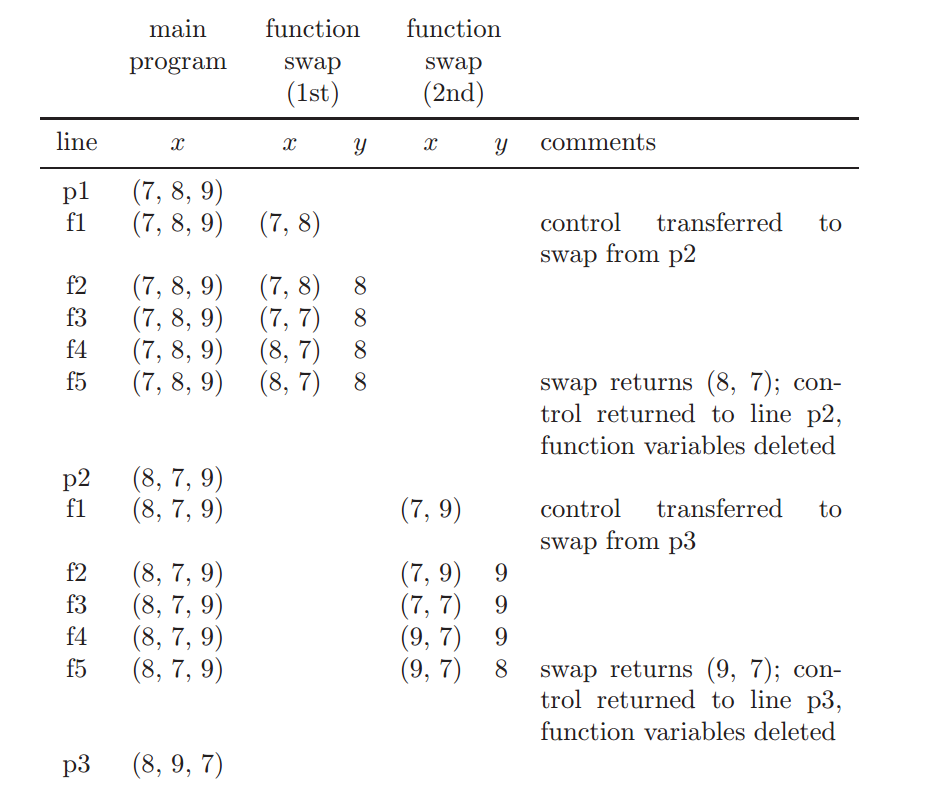 main function function
program swap swap
(1st) (2nd)
line x x y x y comments
p1 (7, 8, 9)
f1 (7, 8, 9) (7, 8) control transferred to
swap from p2
f2 (7, 8, 9) (7, 8) 8
f3 (7, 8, 9) (7, 7) 8
f4 (7, 8, 9) (8, 7) 8
f5 (7, 8, 9) (8, 7) 8 swap returns (8, 7); con-
trol returned to line p2,
function variables deleted
p2 (8, 7, 9)
f1 (8, 7, 9) (7, 9) control transferred to
swap from p3
f2 (8, 7, 9) (7, 9) 9
f3 (8, 7, 9) (7, 7) 9
f4 (8, 7, 9) (9, 7) 9
f5 (8, 7, 9) (9, 7) 8 swap returns (9, 7); con-
trol returned to line p3,
function variables deleted
p3 (8, 9, 7)